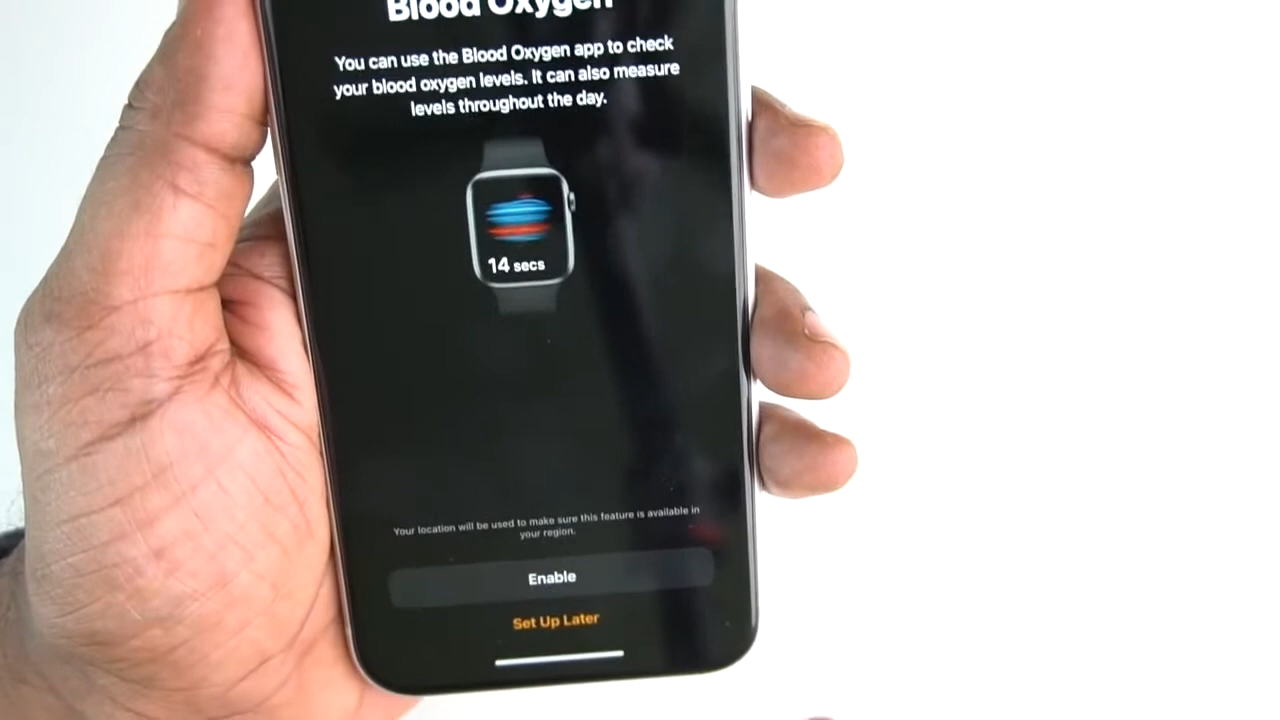 Blood Oxygen
You can use the Blood Oxygen app to check
your blood oxygen levels. It can also measure
levels throughout the day.
14 secs
Your location will be used to make sure this feature is available in
your region.
Enable
Set Up Later